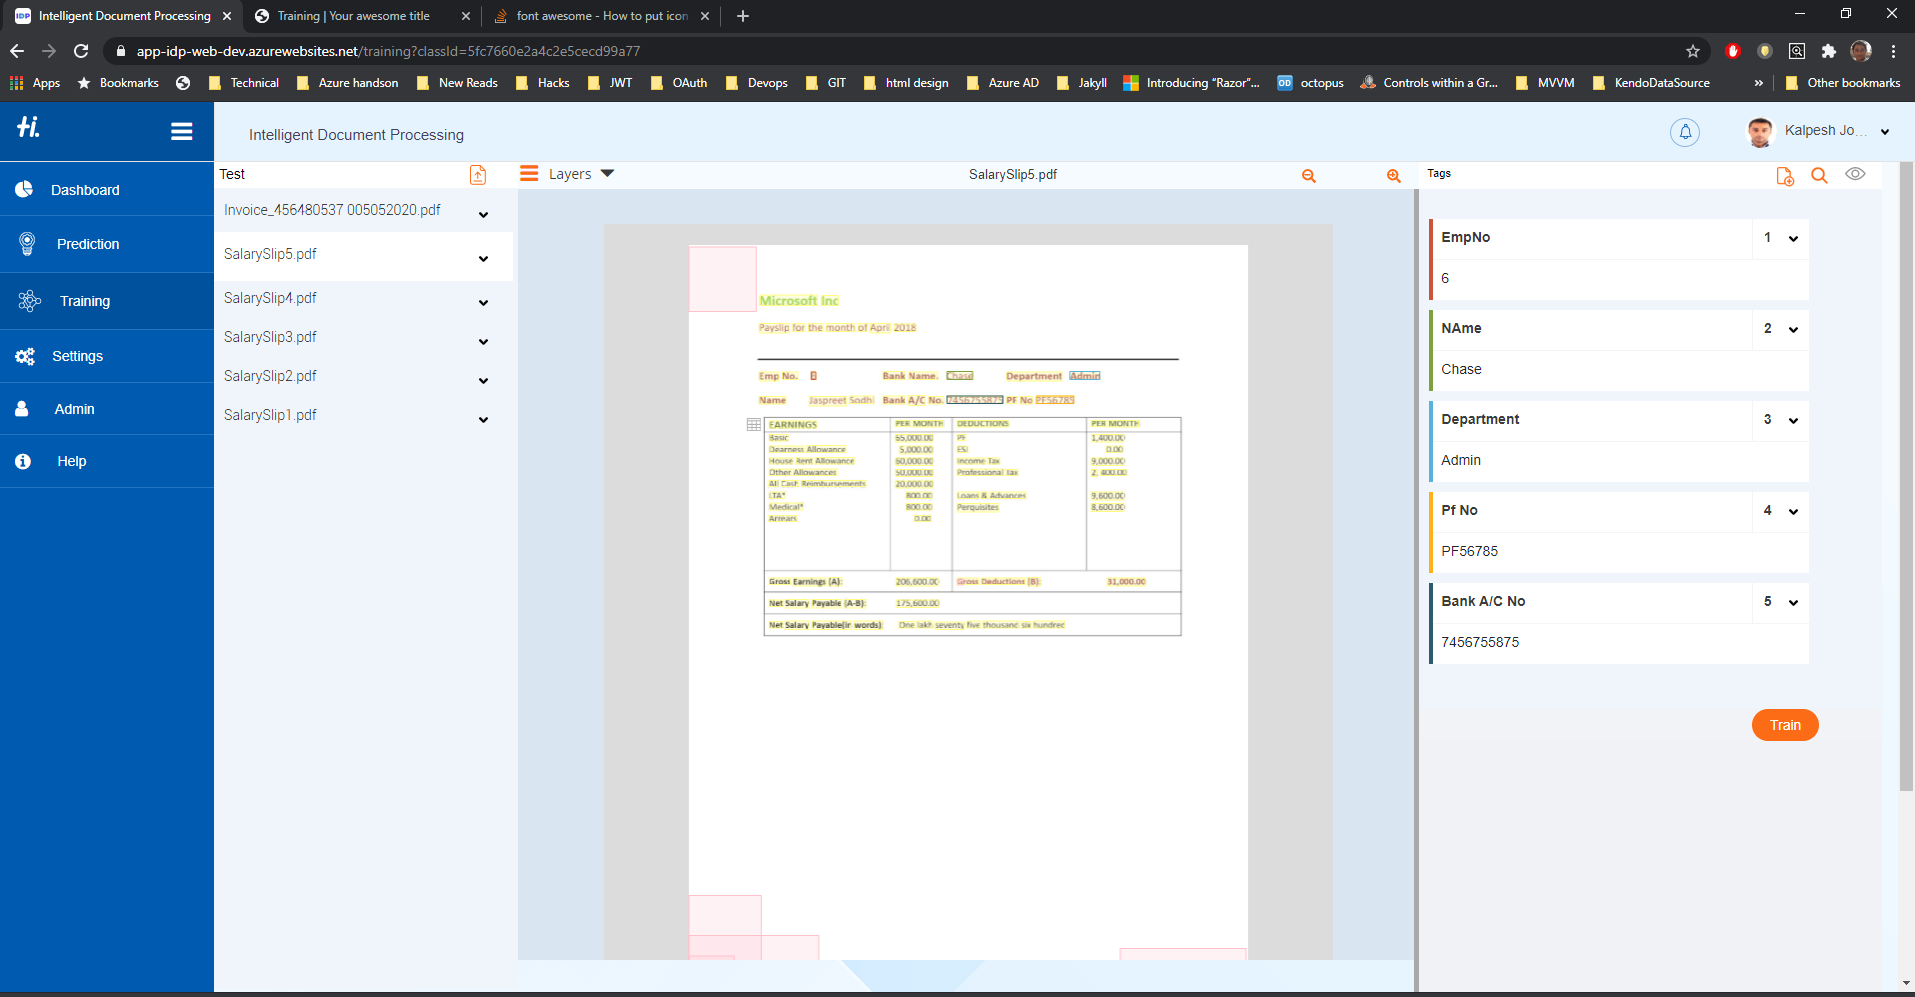 Intelligent Document Processing
Training | Your awesome title
font awesome - How to put icon
app-idp-web-dev.azurewebsites.net/training?classId=5fc7660e2a4c2e5cecd99a77
Apps Bookmarks Technical Azure handson New Reads Hacks JWT OAuth Devops GIT html design Azure AD Jakyll Introducing “Razor”... octopus Controls within a Gr... MVVM KendoDataSource » Other bookmarks
Hi.
Intelligent Document Processing
Kalpesh Jo...
Dashboard
Prediction
Training
Settings
Admin
Help
Test
Invoice_456480537 005052020.pdf
SalarySlip5.pdf
SalarySlip4.pdf
SalarySlip3.pdf
SalarySlip2.pdf
SalarySlip1.pdf
Layers
SalarySlip5.pdf
Microsoft Inc
Payslip for the month of April 2018
Emp No. Bank Name. Chase Department Admin
Name Jaspreet Sodhi Bank A/C No. 7456755875 PF No PF56785
EARNINGS PER MONTH DEDUCTIONS PER MONTH
Basic 65,000.00 PF 1,400.00
Dearness Allowance 5,000.00 ESI 0.00
House Rent Allowance 60,000.00 Income Tax 9,000.00
Other Allowances 50,000.00 Professional Tax 2, 400.00
All Cash Reimbursements 20,000.00
LTA* 800.00 Loans & Advances 9,600.00
Medical* 800.00 Perquisites 8,600.00
Arrears 0.00
Gross Earnings (A): 206,600.00 Gross Deductions (B): 31,000.00
Net Salary Payable (A-B): 175,600.00
Net Salary Payable(in words): One lakh seventy five thousand six hundred
Tags
EmpNo 1
6
NAme 2
Chase
Department 3
Admin
Pf No 4
PF56785
Bank A/C No 5
7456755875
Train